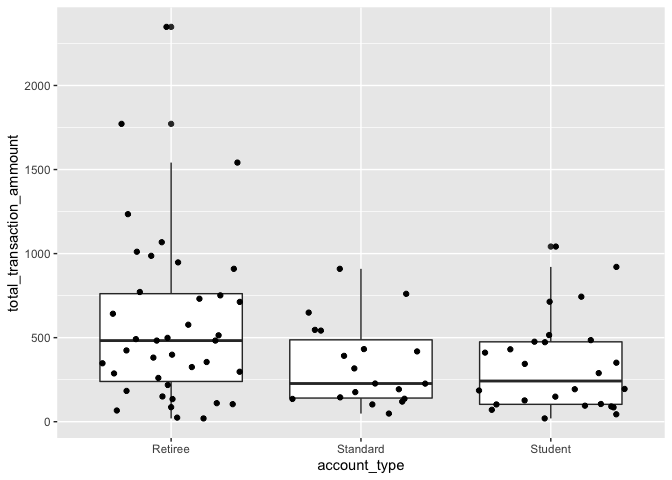 2000
1500
1000
500
0
total_transaction_ammount
Retiree Standard Student
account_type